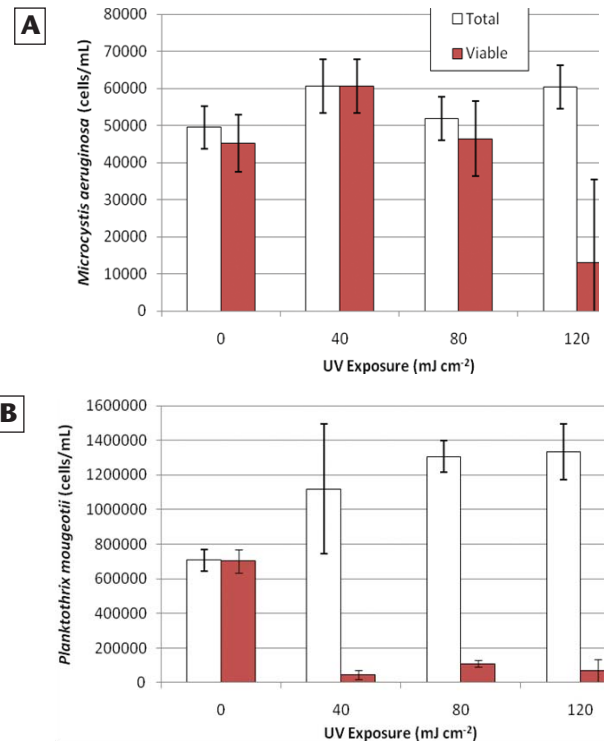 A
Total
Viable
Microcystis aeruginosa (cells/mL)
80000
70000
60000
50000
40000
30000
20000
10000
0
0 40 80 120
UV Exposure (mJ cm⁻²)
B
Planktothrix mougeotii (cells/mL)
1600000
1400000
1200000
1000000
800000
600000
400000
200000
0
0 40 80 120
UV Exposure (mJ cm⁻²)